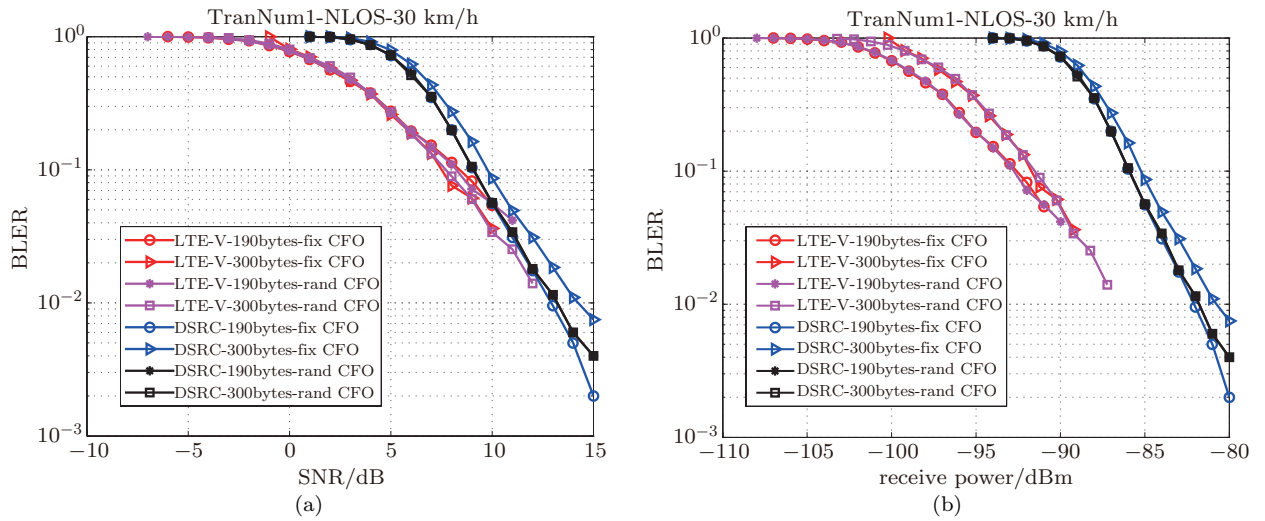 TranNum1-NLOS-30 km/h
10⁰
10⁻¹
10⁻²
10⁻³
BLER
LTE-V-190bytes-fix CFO
LTE-V-300bytes-fix CFO
LTE-V-190bytes-rand CFO
LTE-V-300bytes-rand CFO
DSRC-190bytes-fix CFO
DSRC-300bytes-fix CFO
DSRC-190bytes-rand CFO
DSRC-300bytes-rand CFO
−10 −5 0 5 10 15
SNR/dB
(a)
TranNum1-NLOS-30 km/h
10⁰
10⁻¹
10⁻²
10⁻³
BLER
LTE-V-190bytes-fix CFO
LTE-V-300bytes-fix CFO
LTE-V-190bytes-rand CFO
LTE-V-300bytes-rand CFO
DSRC-190bytes-fix CFO
DSRC-300bytes-fix CFO
DSRC-190bytes-rand CFO
DSRC-300bytes-rand CFO
−110 −105 −100 −95 −90 −85 −80
receive power/dBm
(b)